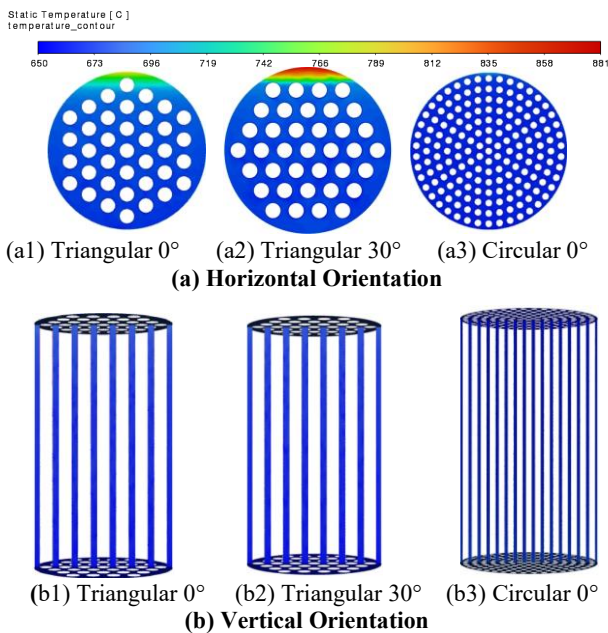 Static Temperature [ C ]
temperature_contour
650 673 696 719 742 766 789 812 835 858 881
(a1) Triangular 0° (a2) Triangular 30° (a3) Circular 0°
(a) Horizontal Orientation
(b1) Triangular 0° (b2) Triangular 30° (b3) Circular 0°
(b) Vertical Orientation